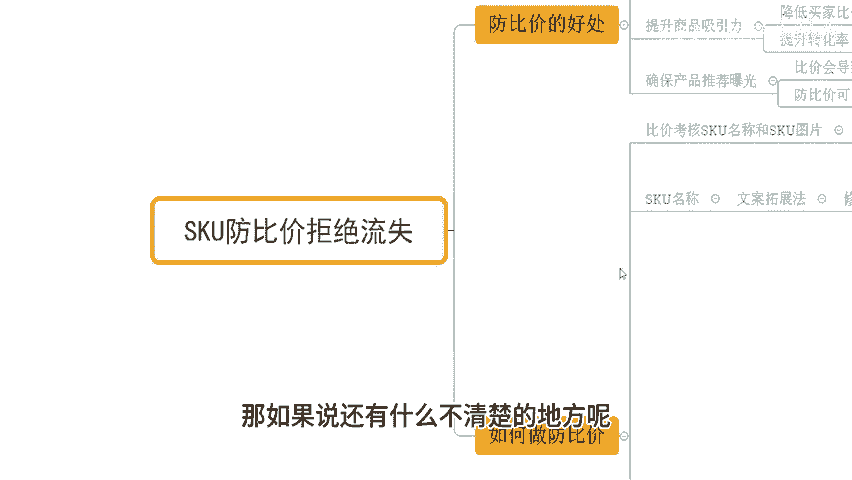 防比价的好处
提升商品吸引力
降低买家比
提升转化率
确保产品推荐曝光
比价会导
防比价可
比价考核SKU名称和SKU图片
SKU名称
文案拓展法
SKU防比价拒绝流失
那如果说还有什么不清楚的地方呢
如何做防比价